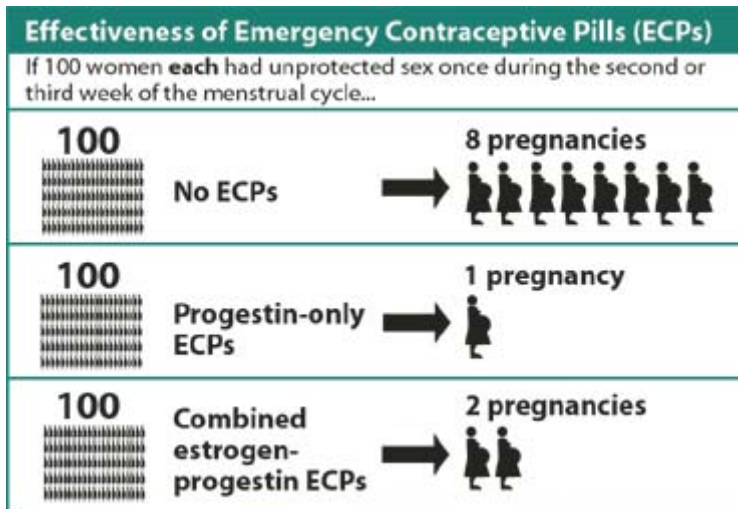 Effectiveness of Emergency Contraceptive Pills (ECPs)
If 100 women each had unprotected sex once during the second or
third week of the menstrual cycle...
100
No ECPs
8 pregnancies
100
Progestin-only
ECPs
1 pregnancy
100
Combined
estrogen-
progestin ECPs
2 pregnancies